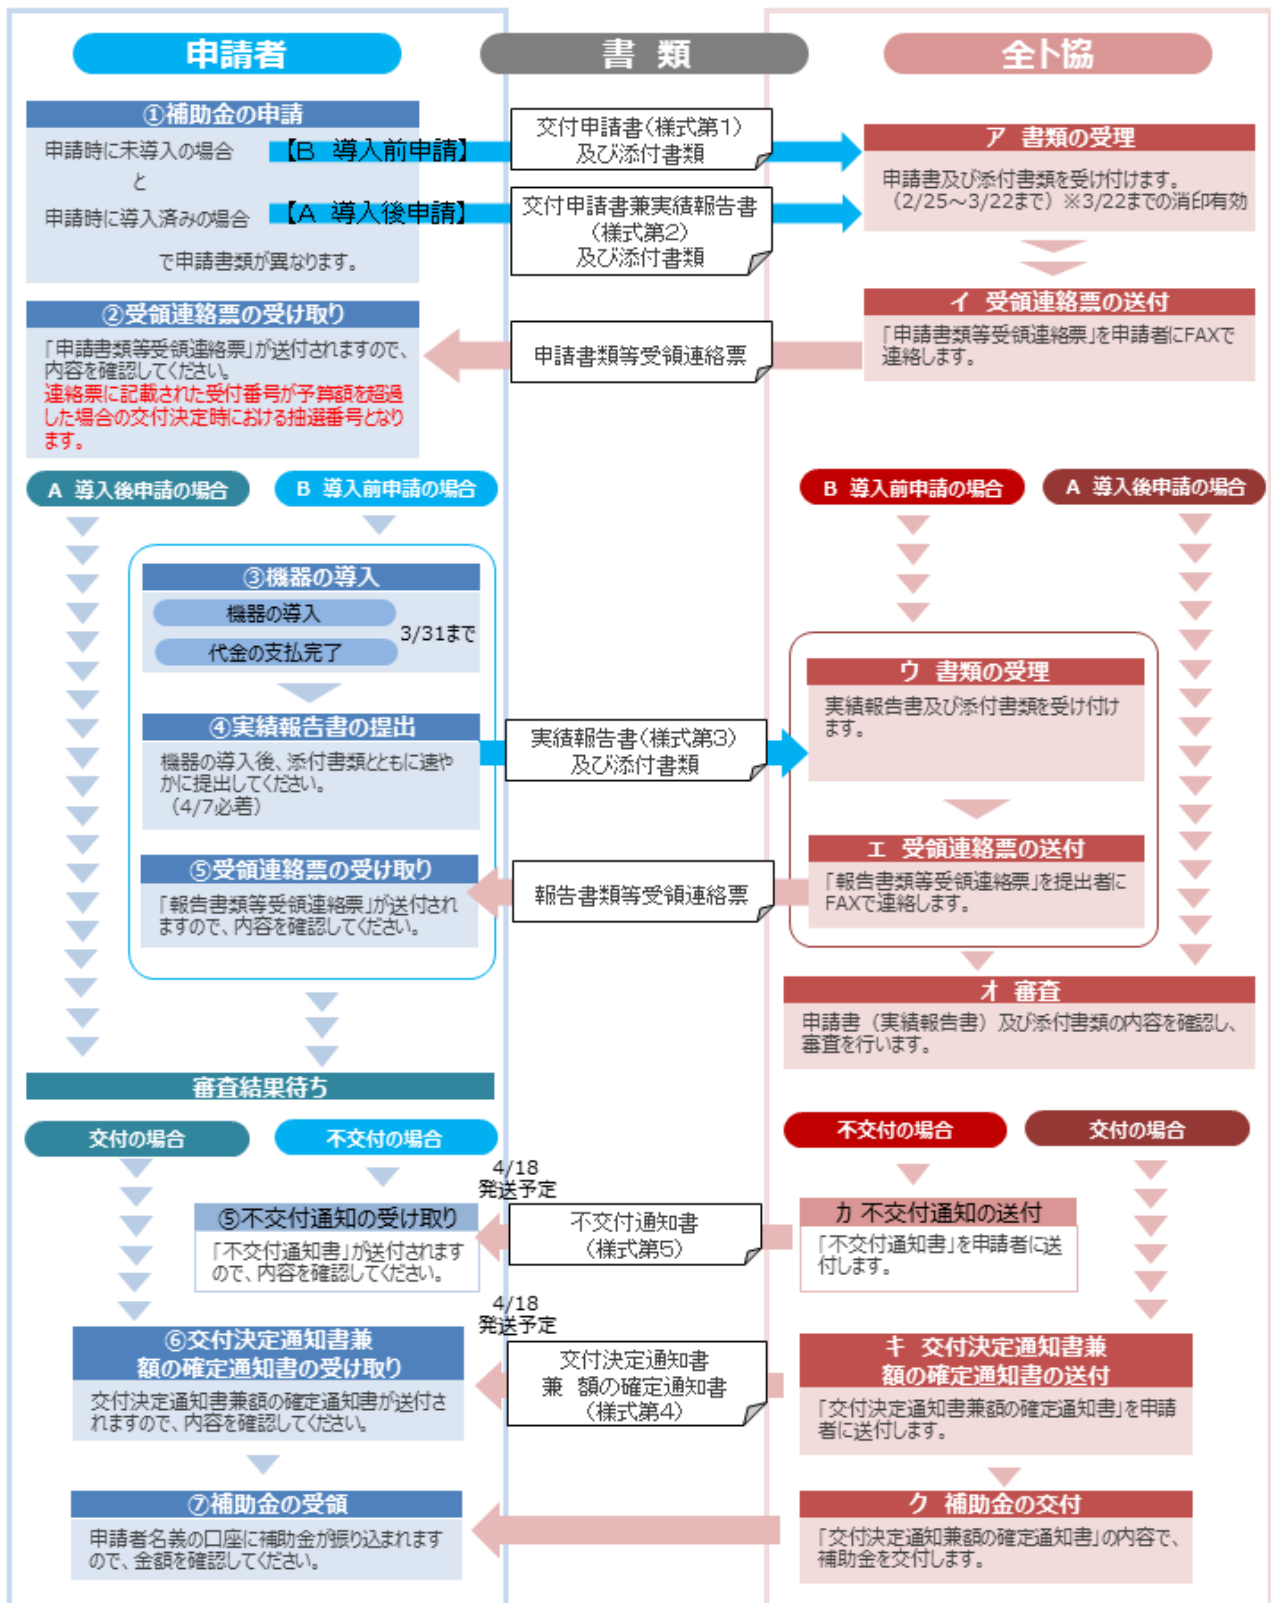 申請者
書 類
全ト協
①補助金の申請
申請時に未導入の場合
【B 導入前申請】
と
申請時に導入済みの場合
【A 導入後申請】
で申請書類が異なります。
交付申請書(様式第1)
及び添付書類
交付申請書兼実績報告書
(様式第2)
及び添付書類
ア 書類の受理
申請書及び添付書類を受け付けます。
（2/25～3/22まで）※3/22までの消印有効
②受領連絡票の受け取り
「申請書類等受領連絡票」が送付されますので、
内容を確認してください。
連絡票に記載された受付番号が予算額を超過
した場合の交付決定時における抽選番号となり
ます。
申請書類等受領連絡票
イ 受領連絡票の送付
「申請書類等受領連絡票」を申請者にFAXで
連絡します。
A 導入後申請の場合
B 導入前申請の場合
B 導入前申請の場合
A 導入後申請の場合
③機器の導入
機器の導入
3/31まで
代金の支払完了
④実績報告書の提出
機器の導入後、添付書類とともに速や
かに提出してください。
（4/7必着）
実績報告書(様式第3)
及び添付書類
ウ 書類の受理
実績報告書及び添付書類を受け付け
ます。
⑤受領連絡票の受け取り
「報告書類等受領連絡票」が送付され
ますので、内容を確認してください。
報告書類等受領連絡票
エ 受領連絡票の送付
「報告書類等受領連絡票」を提出者に
FAXで連絡します。
オ 審査
申請書（実績報告書）及び添付書類の内容を確認し、
審査を行います。
審査結果待ち
交付の場合
不交付の場合
不交付の場合
交付の場合
4/18
発送予定
⑤不交付通知の受け取り
「不交付通知書」が送付されます
ので、内容を確認してください。
不交付通知書
(様式第5)
カ 不交付通知の送付
「不交付通知書」を申請者に送
付します。
4/18
発送予定
⑥交付決定通知書兼
額の確定通知書の受け取り
交付決定通知書兼額の確定通知書が送付さ
れますので、内容を確認してください。
交付決定通知書
兼 額の確定通知書
(様式第4)
キ 交付決定通知書兼
額の確定通知書の送付
「交付決定通知書兼額の確定通知書」を申請
者に送付します。
⑦補助金の受領
申請者名義の口座に補助金が振り込まれます
ので、金額を確認してください。
ク 補助金の交付
「交付決定通知兼額の確定通知書」の内容で、
補助金を交付します。